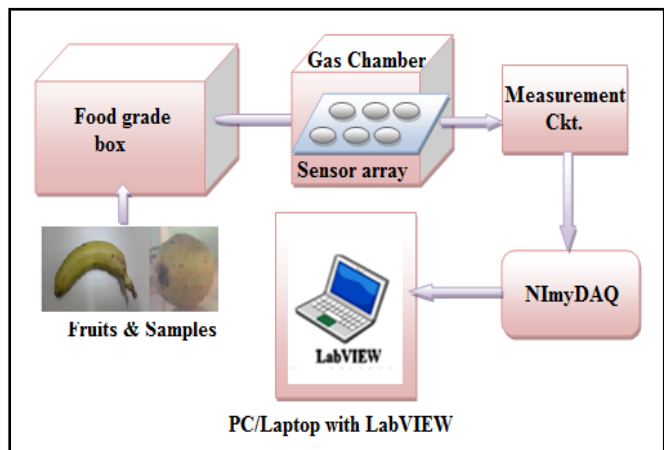 Food grade
box
Gas Chamber
Sensor array
Measurement
Ckt.
NImyDAQ
LabVIEW
PC/Laptop with LabVIEW
Fruits & Samples